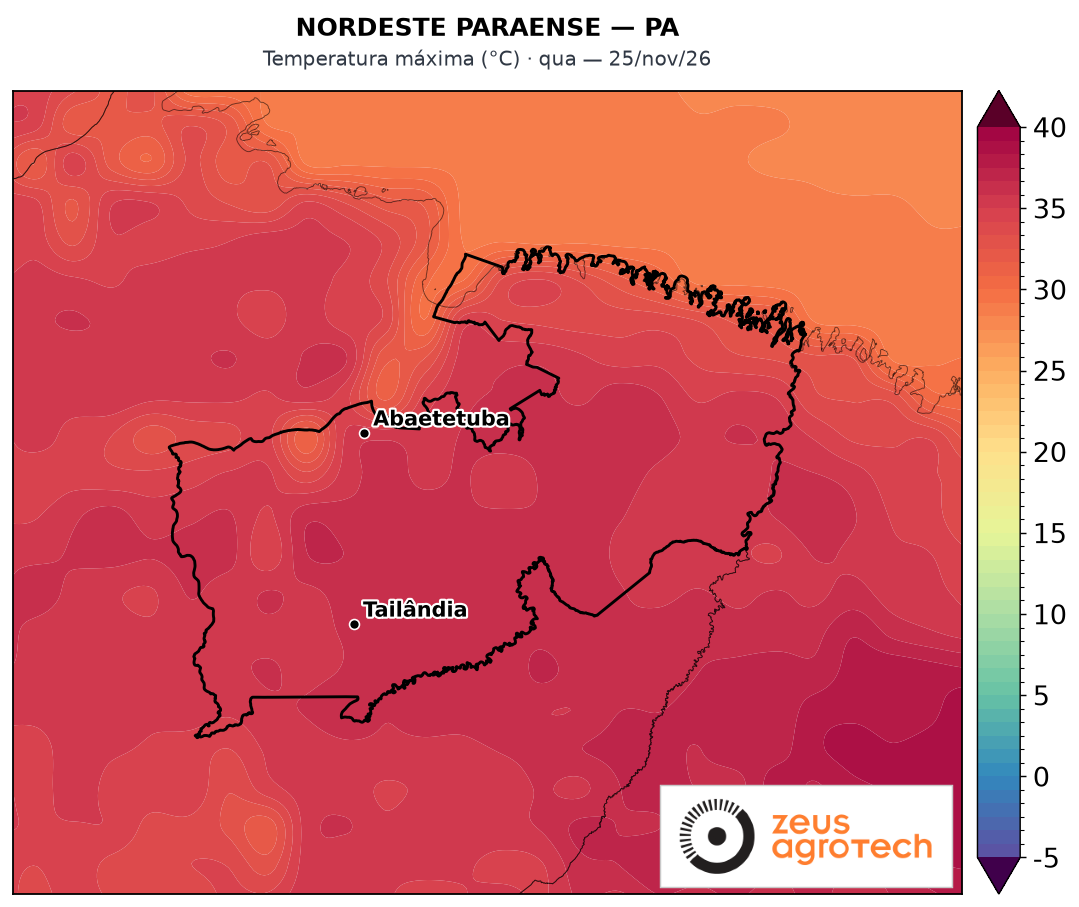 NORDESTE PARAENSE — PA
Temperatura máxima (°C) · qua — 25/nov/26
40
35
30
25
20
15
10
5
0
-5
Abaetetuba
Tailândia
zeus
agrotech